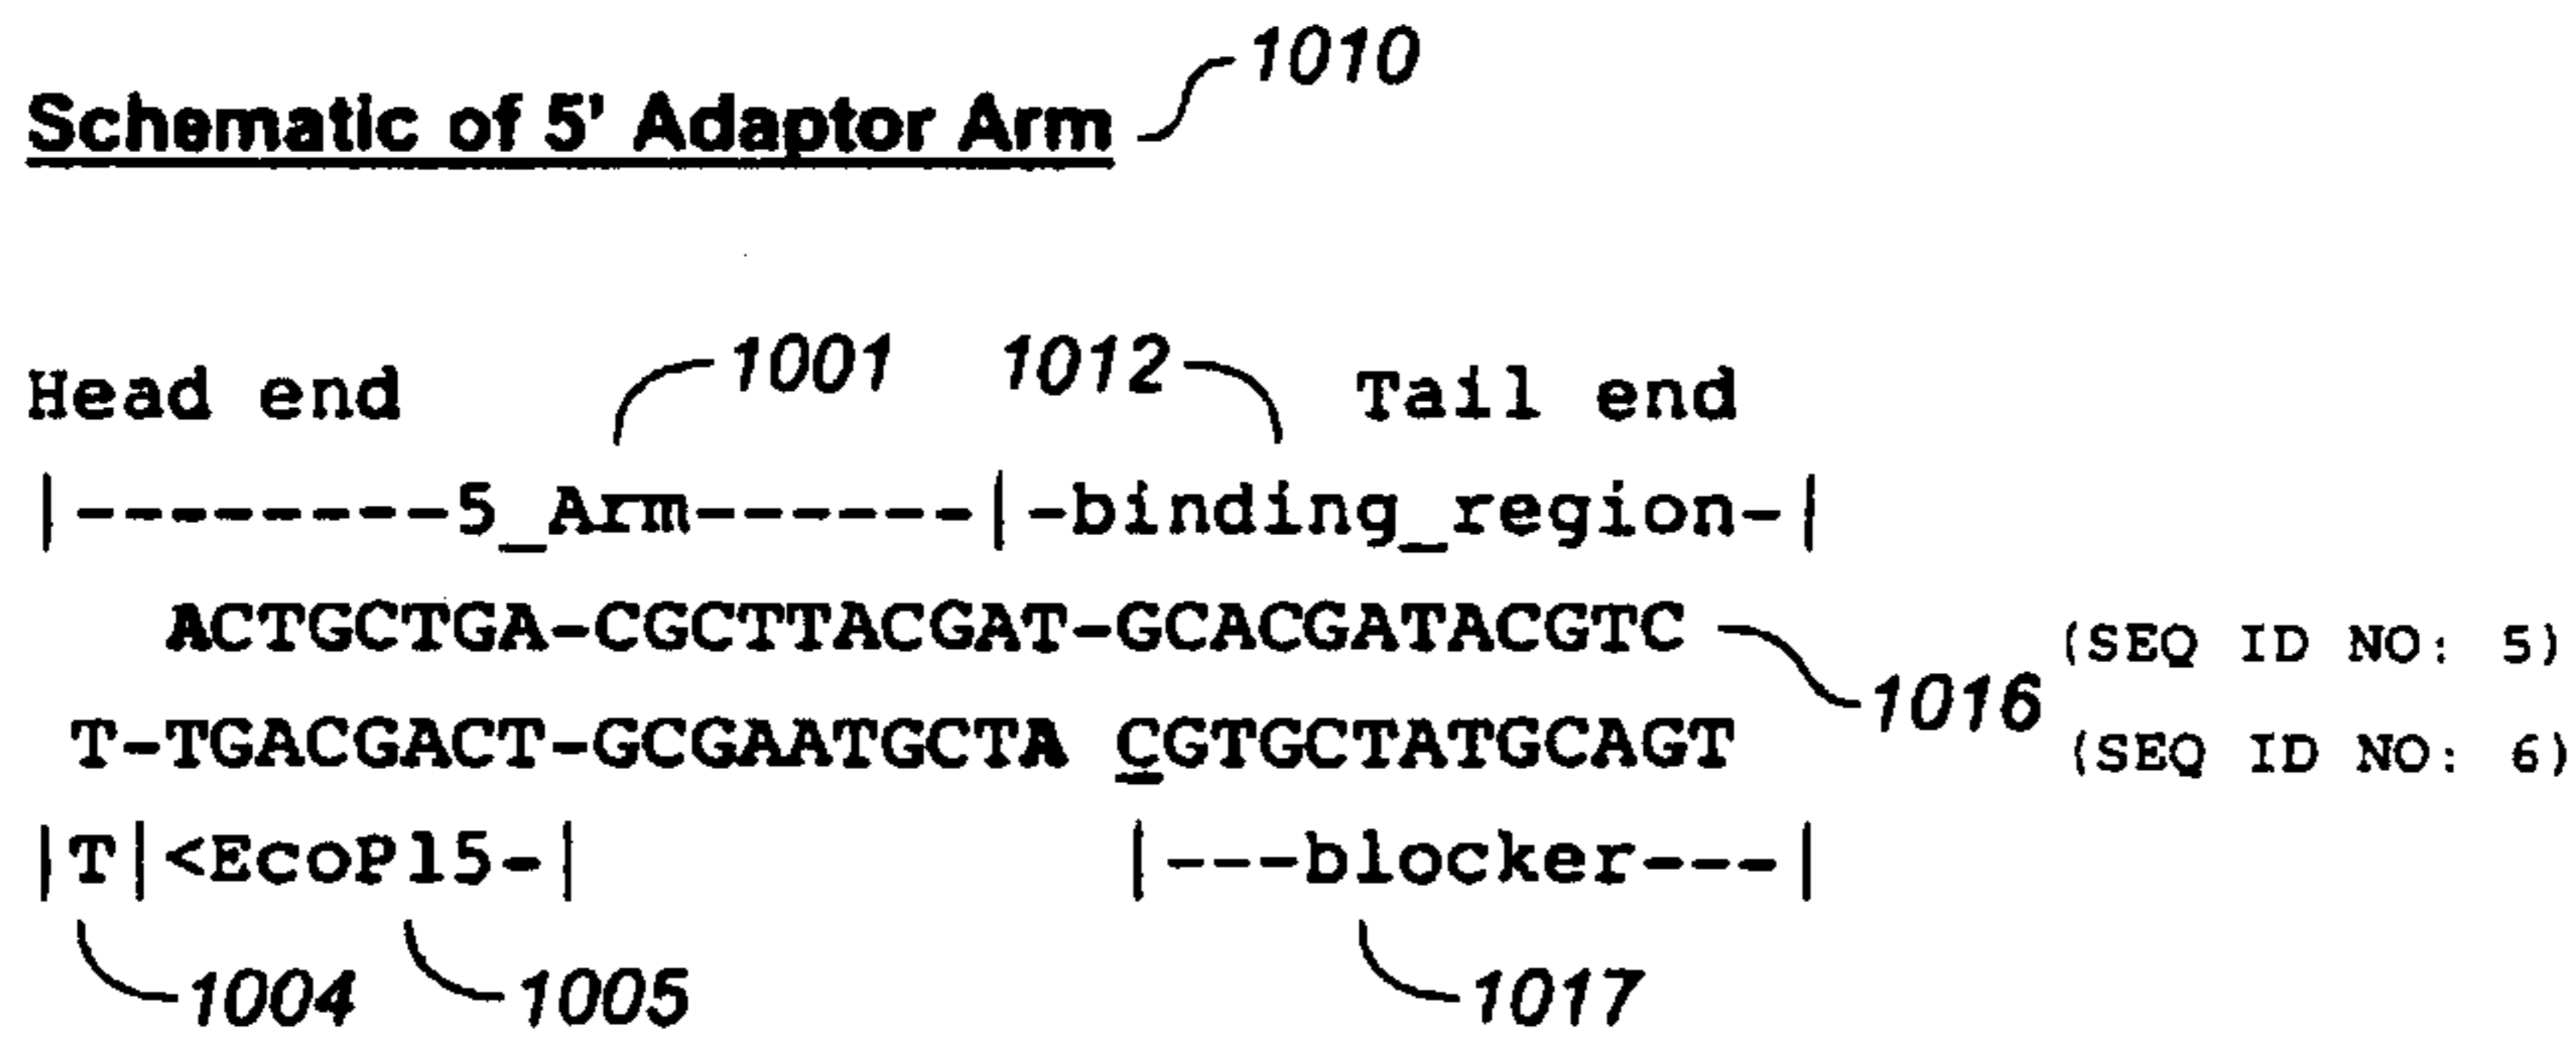 1010
Schematic of 5' Adaptor Arm
1001 1012
Head end Tail end
|---------5_Arm------|-binding_region-|
ACTGCTGA-CGCTTACGAT-GCACGATACGTC (SEQ ID NO: 5)
1016
T-TGACGACT-GCGAATGCTA CGTGCTATGCAGT (SEQ ID NO: 6)
|T|<EcoP15-| |---blocker---|
1004 1005 1017